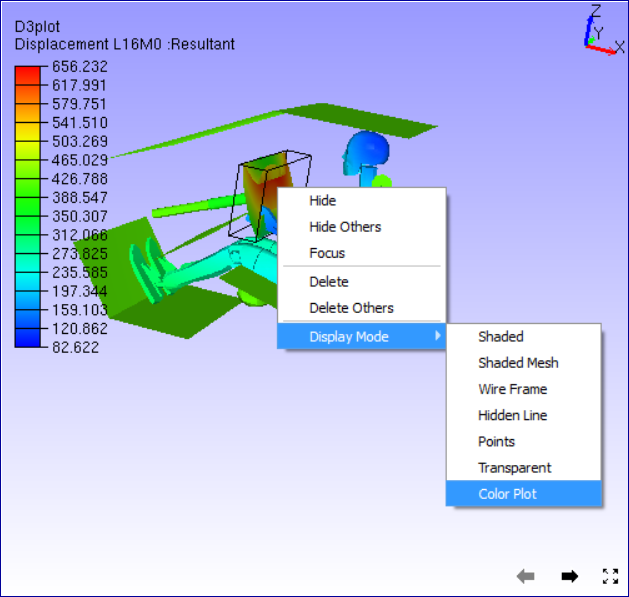 D3plot
Displacement L16M0 :Resultant
Z
Y
X
656.232
617.991
579.751
541.510
503.269
465.029
426.788
388.547
350.307
312.066
273.825
235.585
197.344
159.103
120.862
82.622
Hide
Hide Others
Focus
Delete
Delete Others
Display Mode
Shaded
Shaded Mesh
Wire Frame
Hidden Line
Points
Transparent
Color Plot